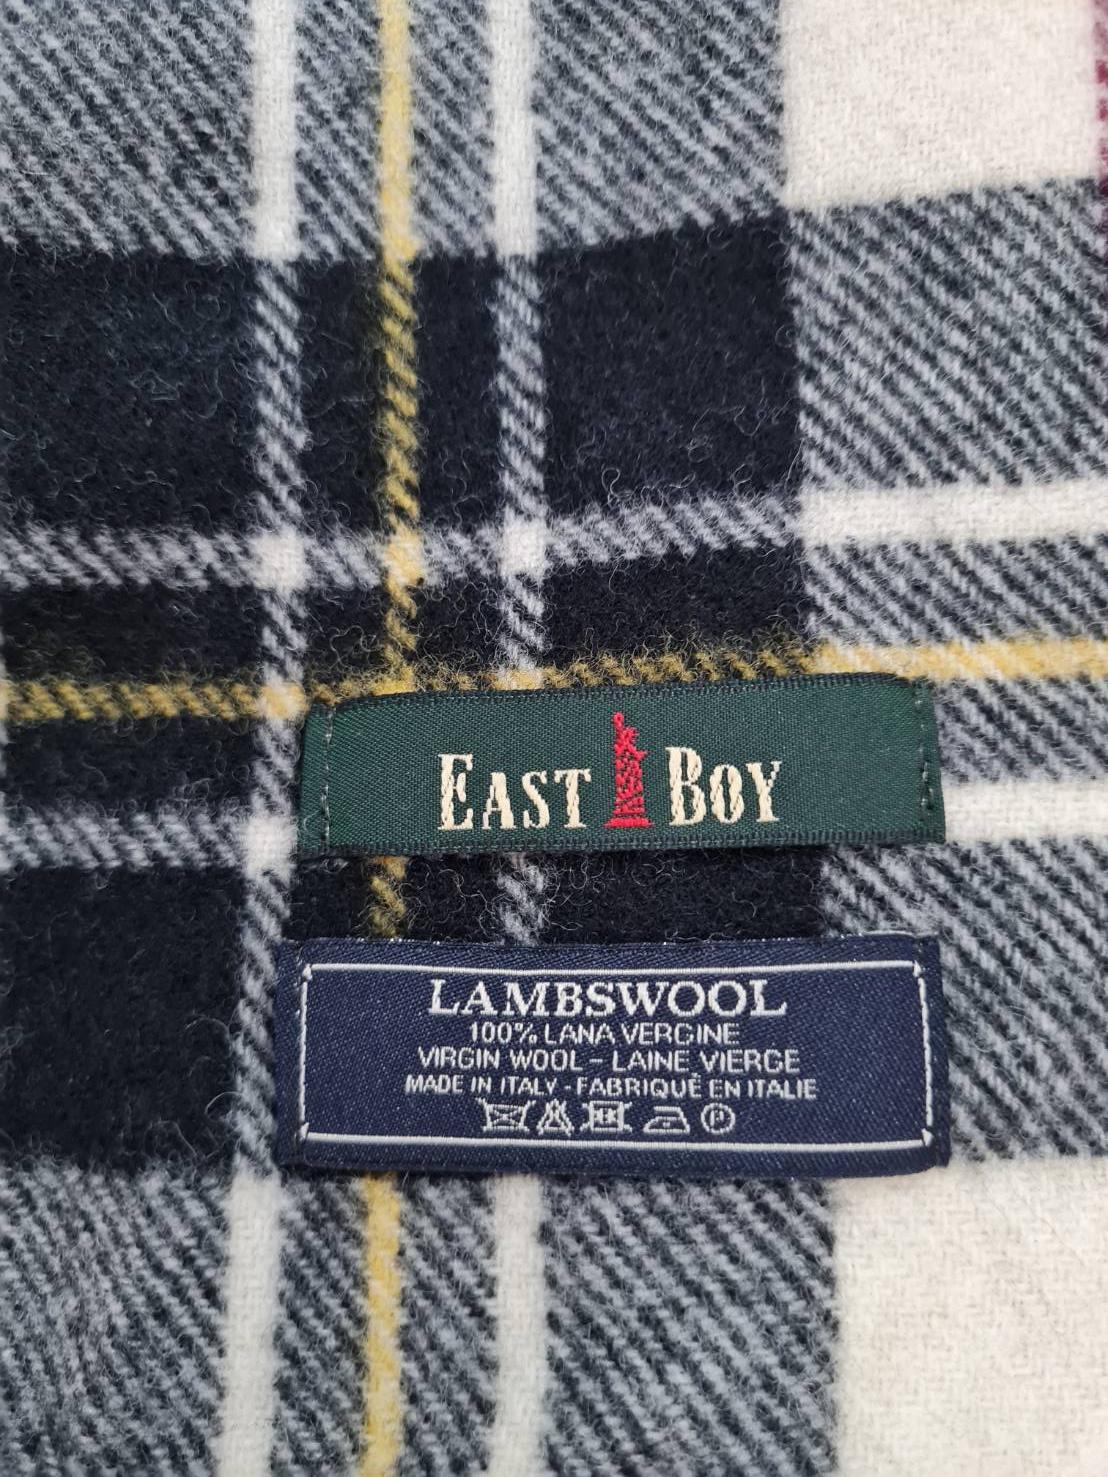 EAST BOY
LAMBSWOOL
100% LANA VERGINE
VIRGIN WOOL - LAINE VIERGE
MADE IN ITALY - FABRIQUÉ EN ITALIE
P